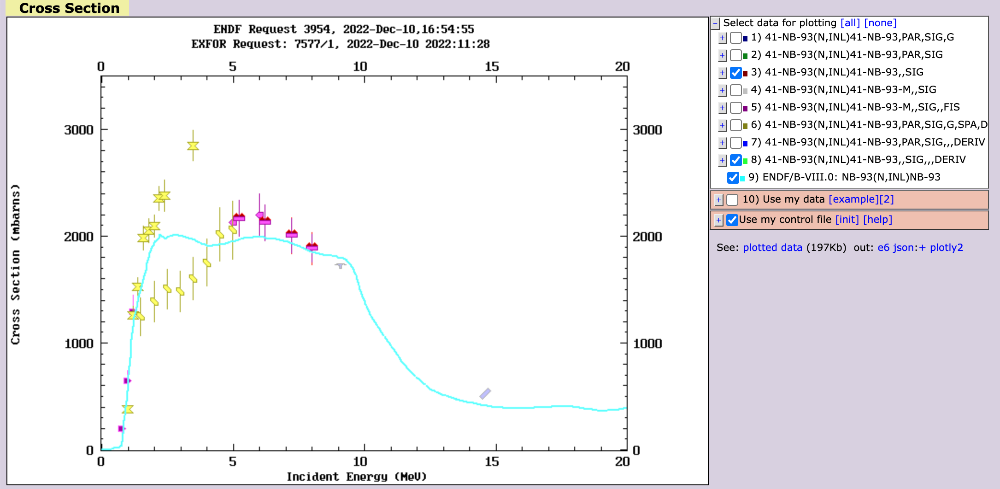 Cross Section
ENDF Request 3954, 2022-Dec-10,16:54:55
EXFOR Request: 7577/1, 2022-Dec-10 2022:11:28
0 5 10 15 20
3000 3000
2000 2000
1000 1000
0 0
0 5 10 15 20
Cross Section (mbarns)
Incident Energy (MeV)
− Select data for plotting [all] [none]
+ 1) 41-NB-93(N,INL)41-NB-93,PAR,SIG,G
+ 2) 41-NB-93(N,INL)41-NB-93,PAR,SIG
+ 3) 41-NB-93(N,INL)41-NB-93,,SIG
+ 4) 41-NB-93(N,INL)41-NB-93-M,,SIG
+ 5) 41-NB-93(N,INL)41-NB-93-M,,SIG,,FIS
+ 6) 41-NB-93(N,INL)41-NB-93,PAR,SIG,G,SPA,D
+ 7) 41-NB-93(N,INL)41-NB-93,PAR,SIG,,,DERIV
+ 8) 41-NB-93(N,INL)41-NB-93,,SIG,,,DERIV
9) ENDF/B-VIII.0: NB-93(N,INL)NB-93
+ 10) Use my data [example][2]
+ Use my control file [init] [help]
See: plotted data (197Kb) out: e6 json:+ plotly2